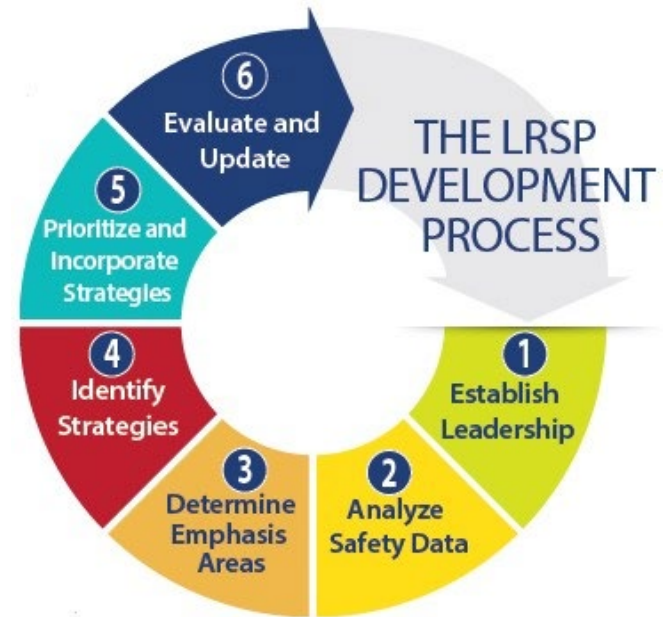 THE LRSP
DEVELOPMENT
PROCESS
1
Establish
Leadership
2
Analyze
Safety Data
3
Determine
Emphasis
Areas
4
Identify
Strategies
5
Prioritize and
Incorporate
Strategies
6
Evaluate and
Update